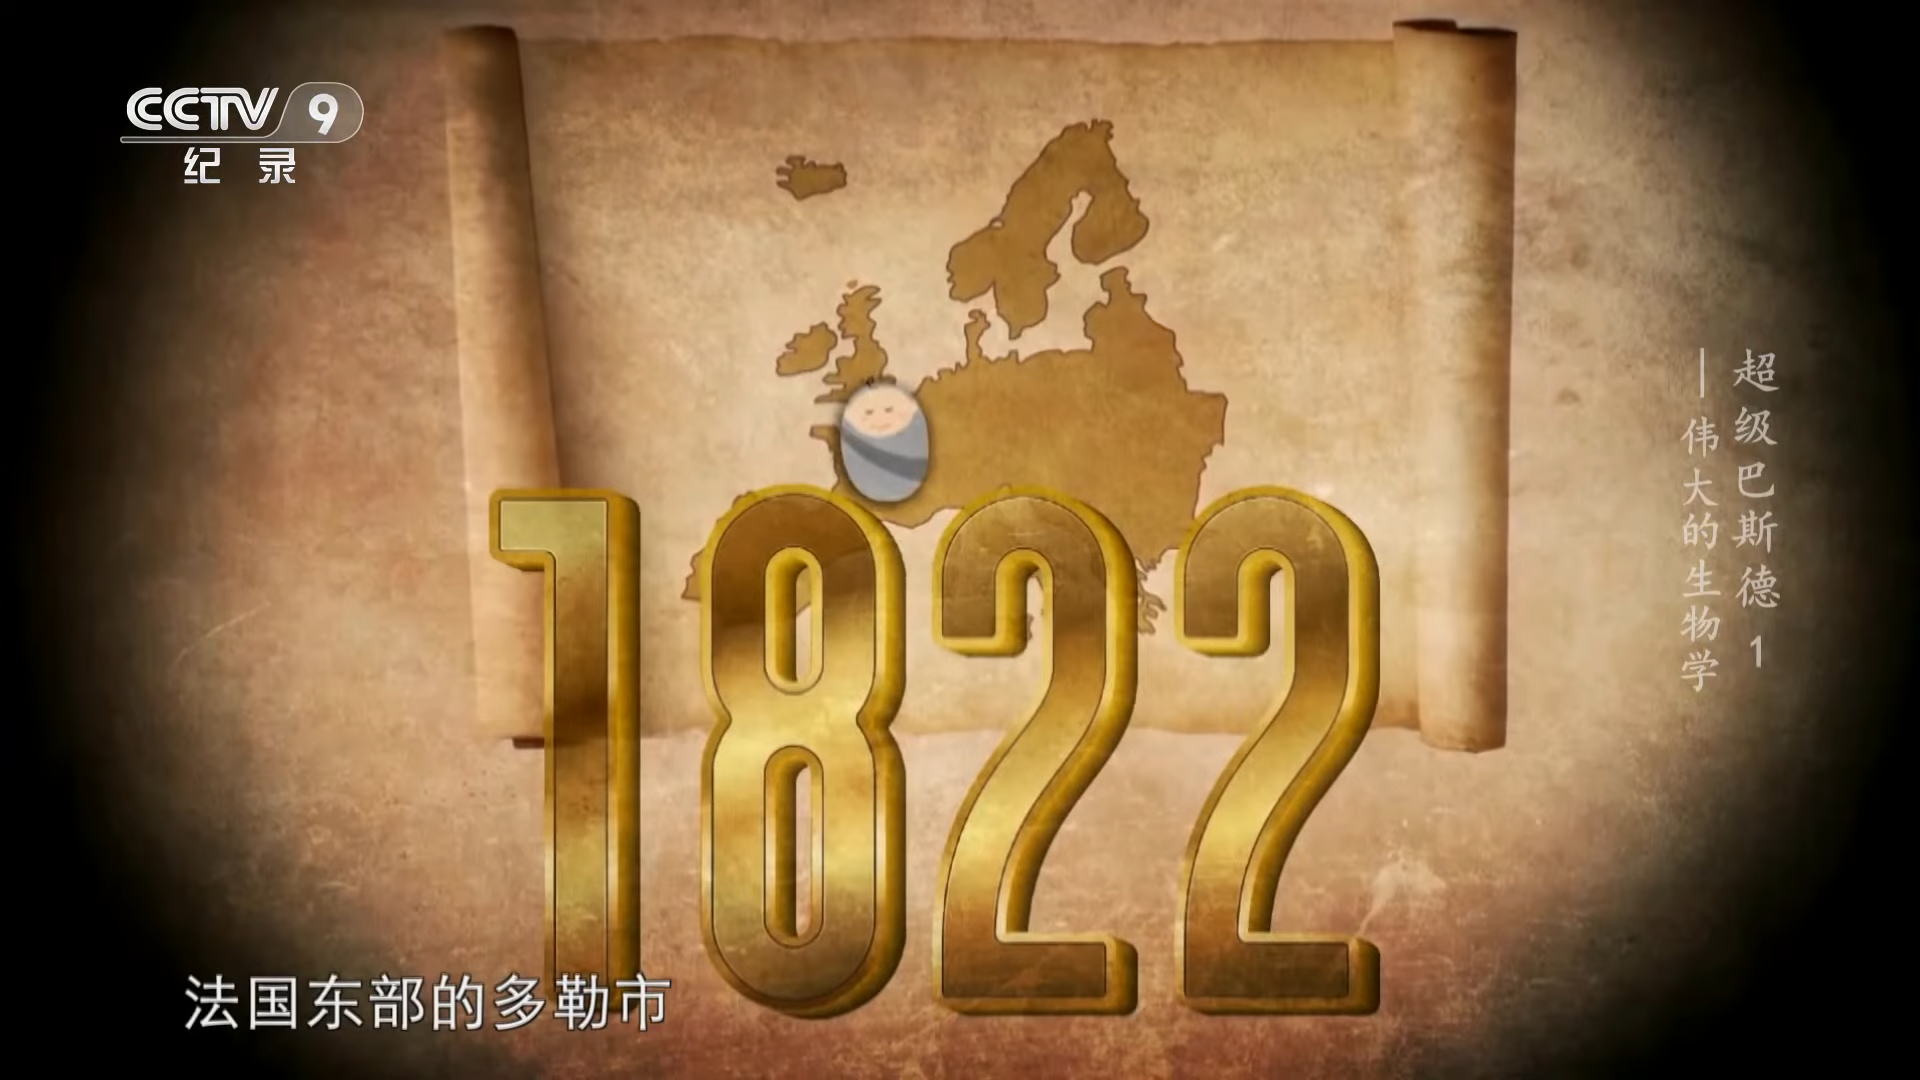 CCTV 9
纪 录
超级巴斯德 1
—伟大的生物学
1822
法国东部的多勒市